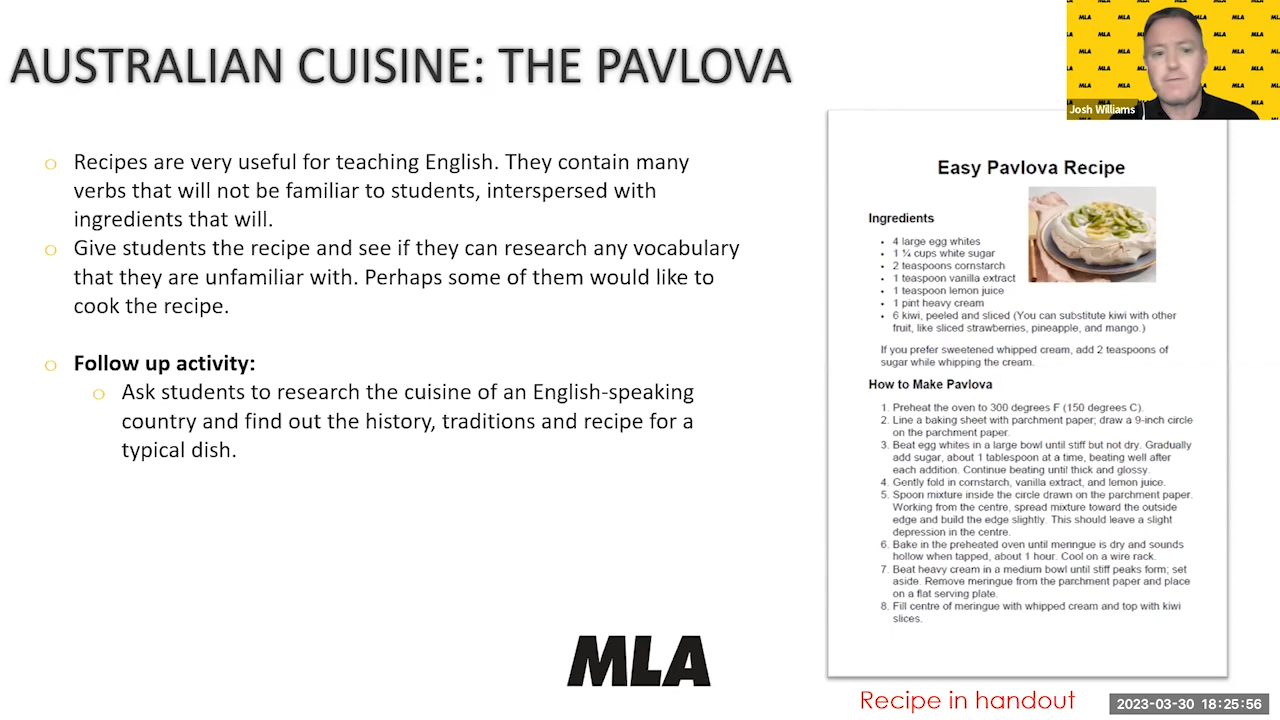 AUSTRALIAN CUISINE: THE PAVLOVA
MLA
Josh Williams
Recipes are very useful for teaching English. They contain many
verbs that will not be familiar to students, interspersed with
ingredients that will.
Give students the recipe and see if they can research any vocabulary
that they are unfamiliar with. Perhaps some of them would like to
cook the recipe.
Follow up activity:
Ask students to research the cuisine of an English-speaking
country and find out the history, traditions and recipe for a
typical dish.
Easy Pavlova Recipe
Ingredients
4 large egg whites
1 ¼ cups white sugar
2 teaspoons cornstarch
1 teaspoon vanilla extract
1 teaspoon lemon juice
1 pint heavy cream
6 kiwi, peeled and sliced (You can substitute kiwi with other
fruit, like sliced strawberries, pineapple, and mango.)
If you prefer sweetened whipped cream, add 2 teaspoons of
sugar while whipping the cream.
How to Make Pavlova
1. Preheat the oven to 300 degrees F (150 degrees C).
2. Line a baking sheet with parchment paper; draw a 9-inch circle
on the parchment paper.
3. Beat egg whites in a large bowl until stiff but not dry. Gradually
add sugar, about 1 tablespoon at a time, beating well after
each addition. Continue beating until thick and glossy.
4. Gently fold in cornstarch, vanilla extract, and lemon juice.
5. Spoon mixture inside the circle drawn on the parchment paper.
Working from the centre, spread mixture toward the outside
edge and build the edge slightly. This should leave a slight
depression in the centre.
6. Bake in the preheated oven until meringue is dry and sounds
hollow when tapped, about 1 hour. Cool on a wire rack.
7. Beat heavy cream in a medium bowl until stiff peaks form; set
aside. Remove meringue from the parchment paper and place
on a flat serving plate.
8. Fill centre of meringue with whipped cream and top with kiwi
slices.
MLA
Recipe in handout
2023-03-30 18:25:56